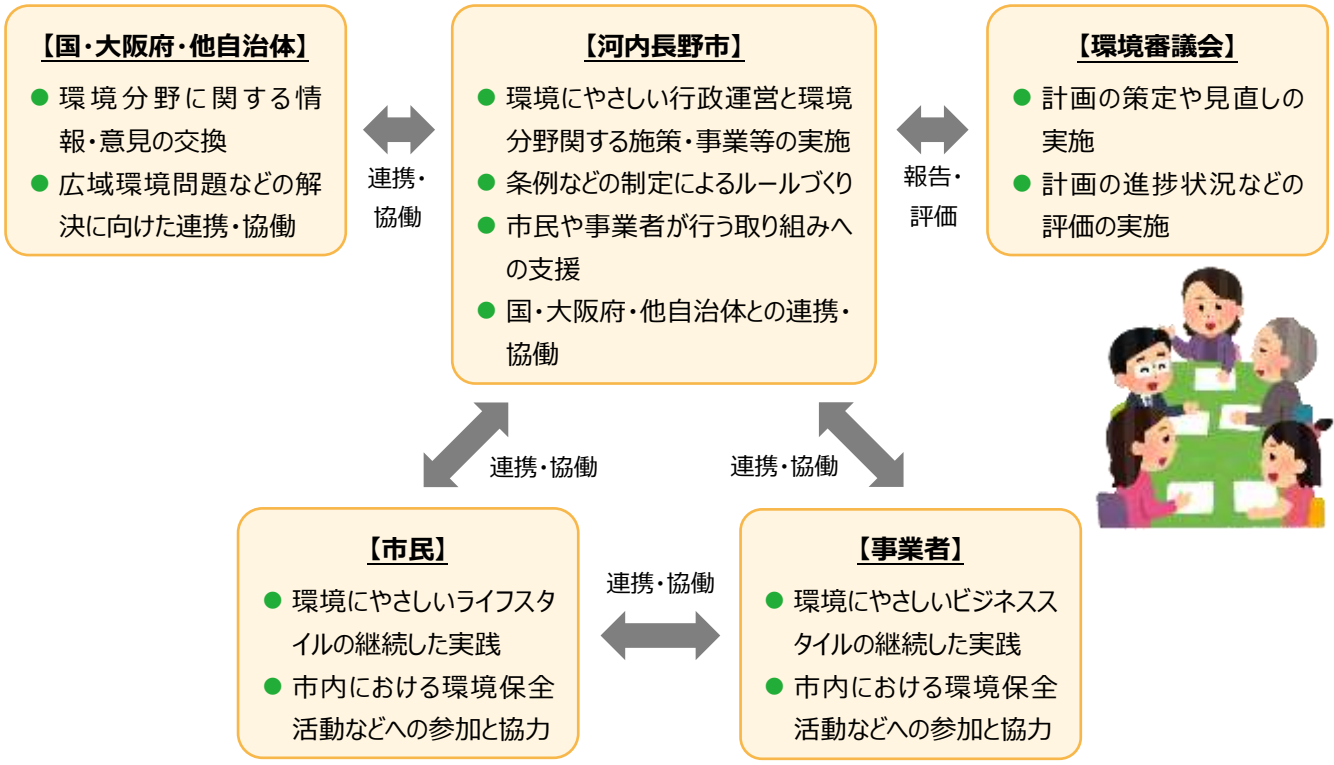 【国・大阪府・他自治体】
● 環境分野に関する情
報・意見の交換
● 広域環境問題などの解
決に向けた連携・協働
連携・
協働
【河内長野市】
● 環境にやさしい行政運営と環境
分野関する施策・事業等の実施
● 条例などの制定によるルールづくり
● 市民や事業者が行う取り組みへ
の支援
● 国・大阪府・他自治体との連携・
協働
報告・
評価
【環境審議会】
● 計画の策定や見直しの
実施
● 計画の進捗状況などの
評価の実施
連携・協働
連携・協働
【市民】
● 環境にやさしいライフスタ
イルの継続した実践
● 市内における環境保全
活動などへの参加と協力
連携・協働
【事業者】
● 環境にやさしいビジネスス
タイルの継続した実践
● 市内における環境保全
活動などへの参加と協力